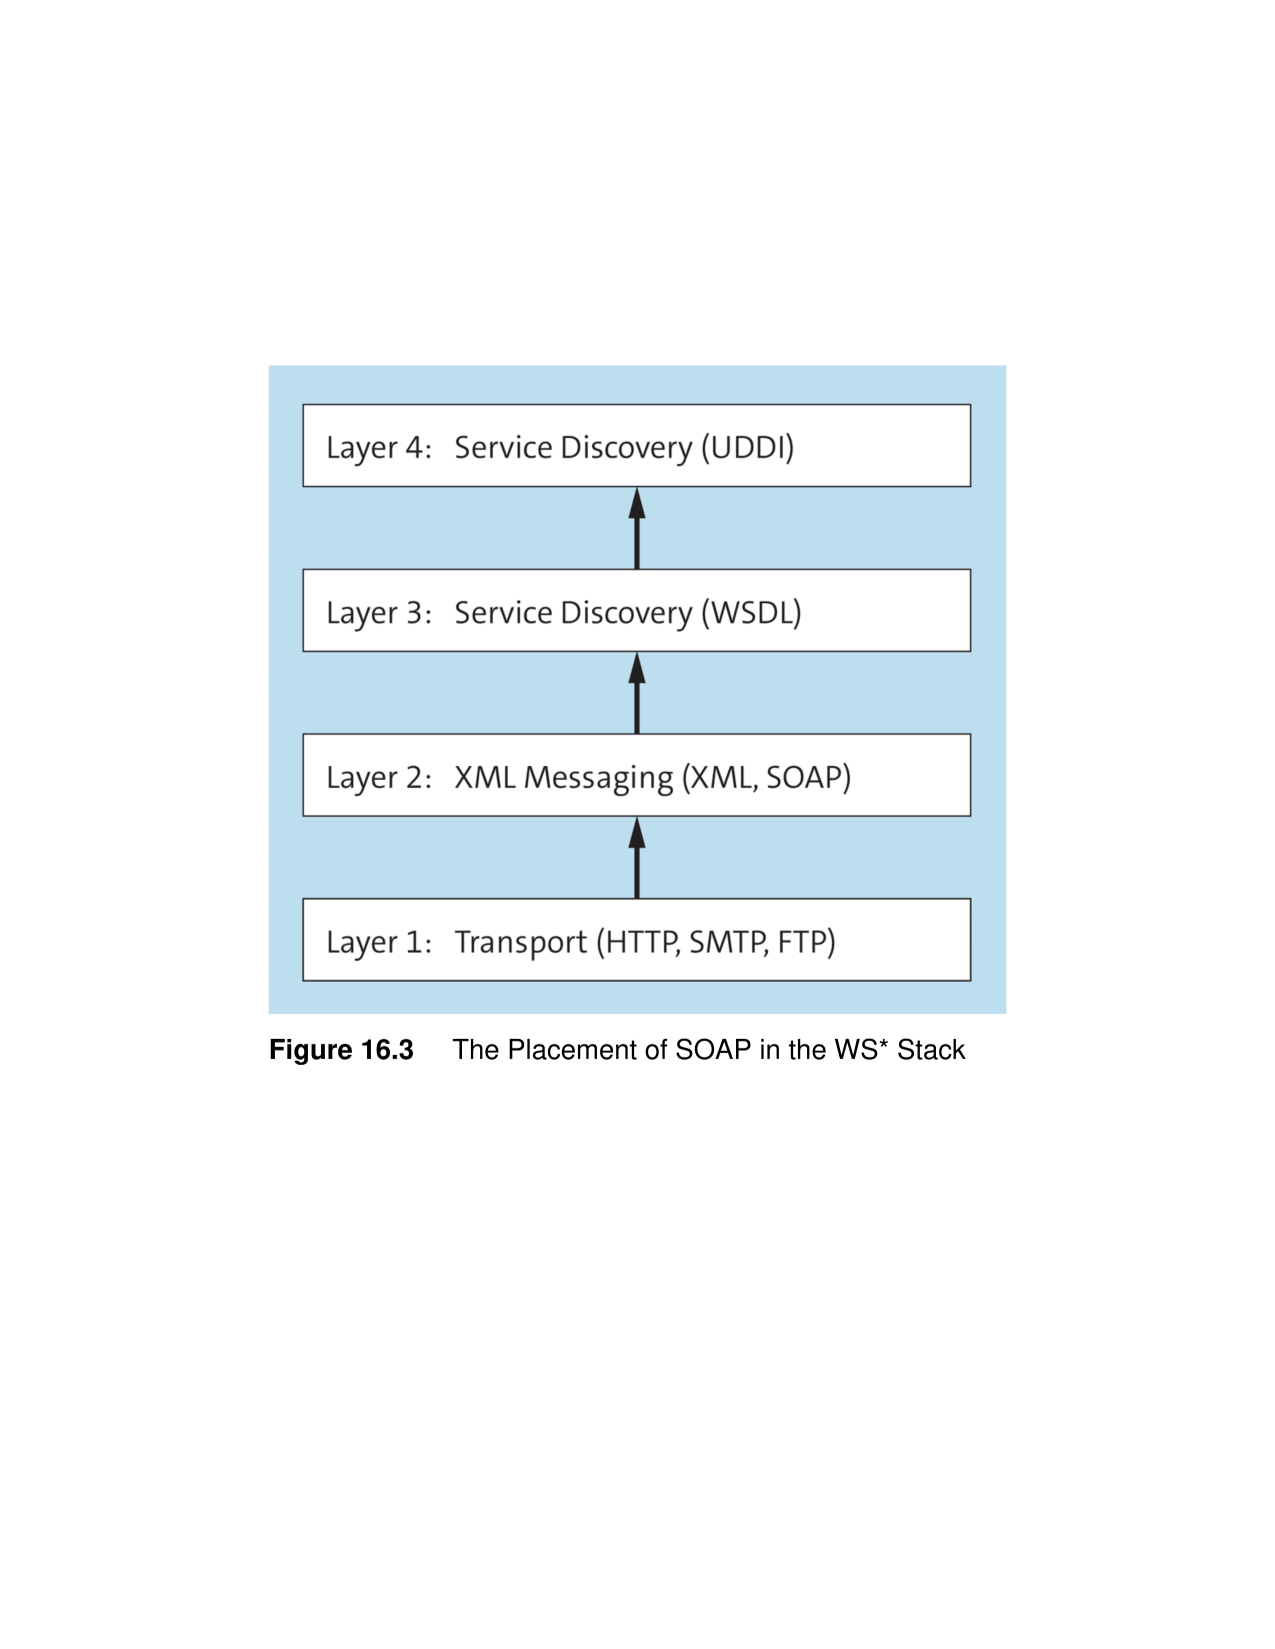 Layer 4: Service Discovery (UDDI)
Layer 3: Service Discovery (WSDL)
Layer 2: XML Messaging (XML, SOAP)
Layer 1: Transport (HTTP, SMTP, FTP)
Figure 16.3 The Placement of SOAP in the WS* Stack